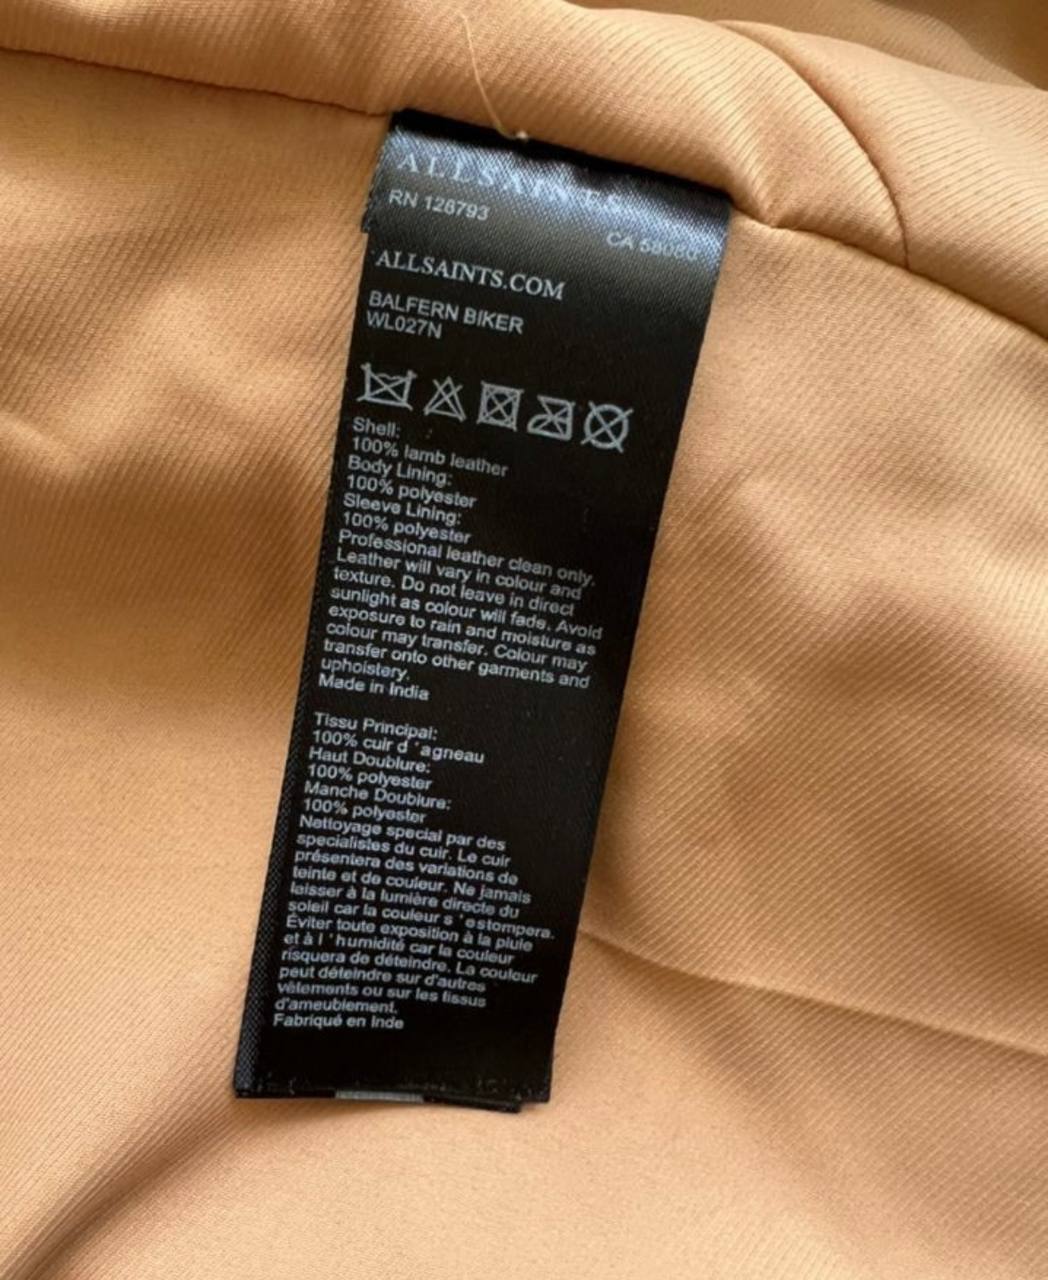 ALLSAINTS
RN 128793
CA 58080
ALLSAINTS.COM
BALFERN BIKER
WL027N
Shell:
100% lamb leather
Body Lining:
100% polyester
Sleeve Lining:
100% polyester
Professional leather clean only.
Leather will vary in colour and
texture. Do not leave in direct
sunlight as colour will fade. Avoid
exposure to rain and moisture as
colour may transfer. Colour may
transfer onto other garments and
upholstery.
Made in India
Tissu Principal:
100% cuir d 'agneau
Haut Doublure:
100% polyester
Manche Doublure:
100% polyester
Nettoyage special par des
specialistes du cuir. Le cuir
présentera des variations de
teinte et de couleur. Ne jamais
laisser à la lumière directe du
soleil car la couleur s 'estompera.
Éviter toute exposition à la pluie
et à l 'humidité car la couleur
risquera de déteindre. La couleur
peut déteindre sur d'autres
vêtements ou sur les tissus
d'ameublement.
Fabriqué en Inde